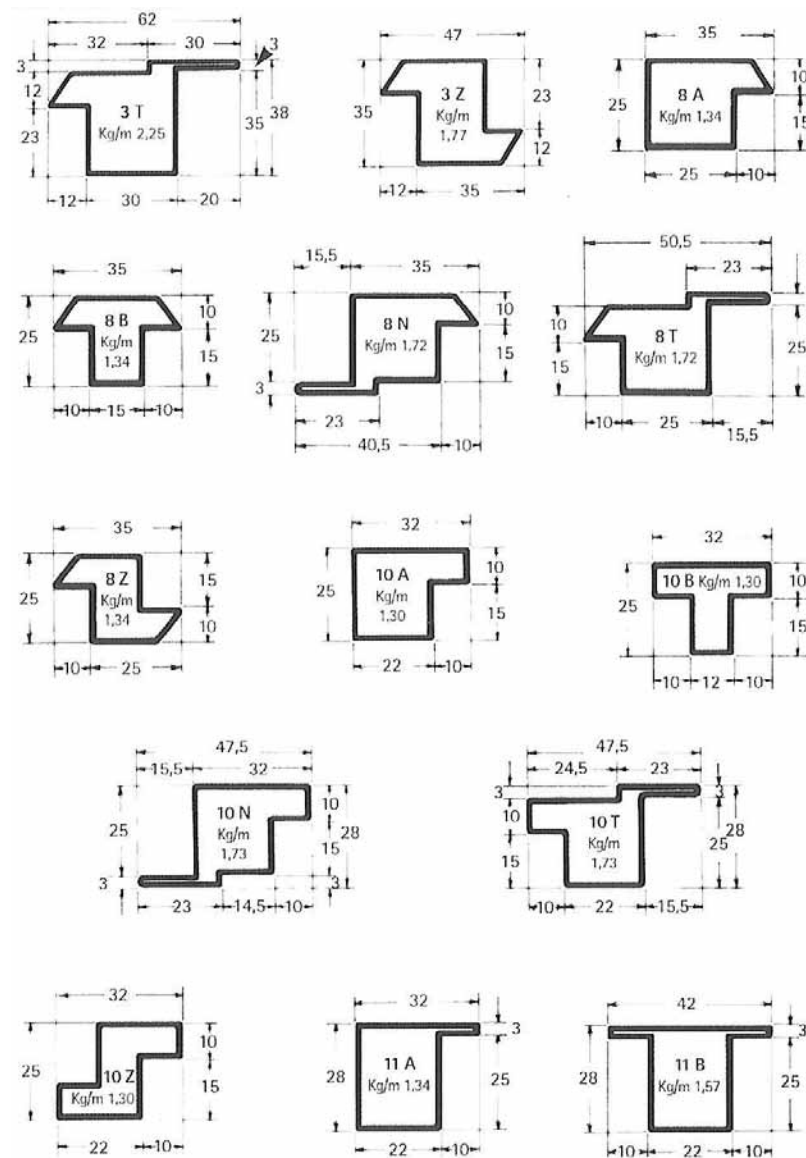 62
32 30
3 3
12
23
3 T
Kg/m 2,25
35 38
12 30 20
47
35
3 Z
Kg/m
1,77
23
12
12 35
35
25
8 A
Kg/m 1,34
10
15
25 10
35
25
8 B
Kg/m
1,34
10
15
10 15 10
15,5 35
25
3
8 N
Kg/m 1,72
10
15
23
40,5 10
50,5
23
10
15
8 T
Kg/m 1,72
3
25
10 25 15,5
35
25
8 Z
Kg/m
1,34
15
10
10 25
32
25
10 A
Kg/m
1,30
10
15
22 10
32
25
10 B Kg/m 1,30
10
15
10 12 10
47,5
15,5 32
25
3
10 N
Kg/m
1,73
10
15
3
28
23 14,5 10
47,5
24,5 23
3 3
10
15
10 T
Kg/m
1,73
25 28
10 22 15,5
32
25
10 Z
Kg/m 1,30
10
15
22 10
32
28
11 A
Kg/m 1,34
3
25
22 10
42
28
11 B
Kg/m 1,57
3
25
10 22 10